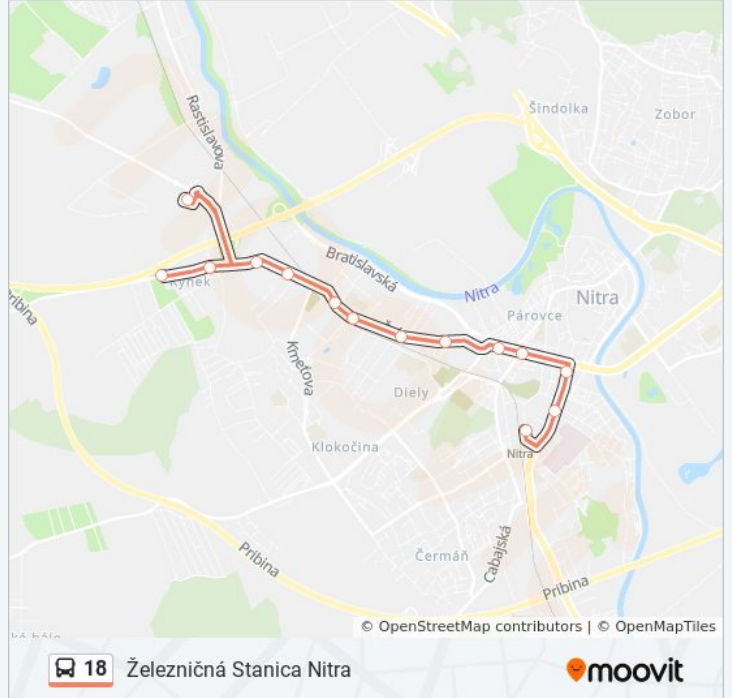 Šindolka
Zobor
Rastislavova
Bratislavská
Nitra
Nitra
Párovce
Rynek
Pribina
Kmeťova
Diely
Klokočina
Nitra
Cabajská
Čermáň
Pribina
Pribina
© OpenStreetMap contributors | © OpenMapTiles
18 Železničná Stanica Nitra
moovit